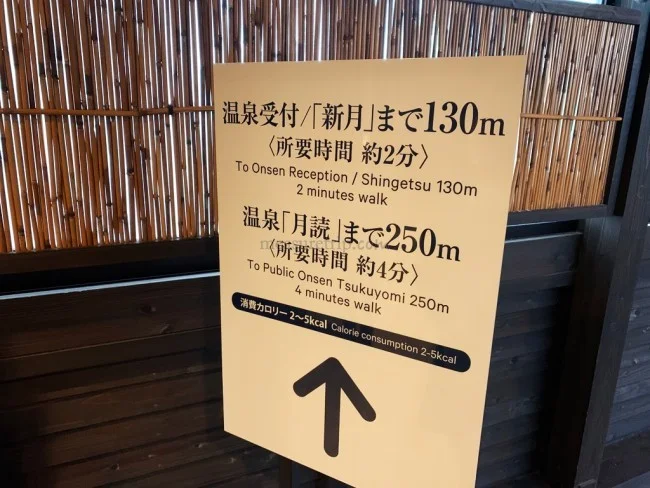 温泉受付/「新月」まで130m
〈所要時間 約2分〉
To Onsen Reception / Shingetsu 130m
2 minutes walk
温泉「月読」まで250m
〈所要時間 約4分〉
To Public Onsen Tsukuyomi 250m
4 minutes walk
消費カロリー 2〜5kcal Calorie consumption 2-5kcal